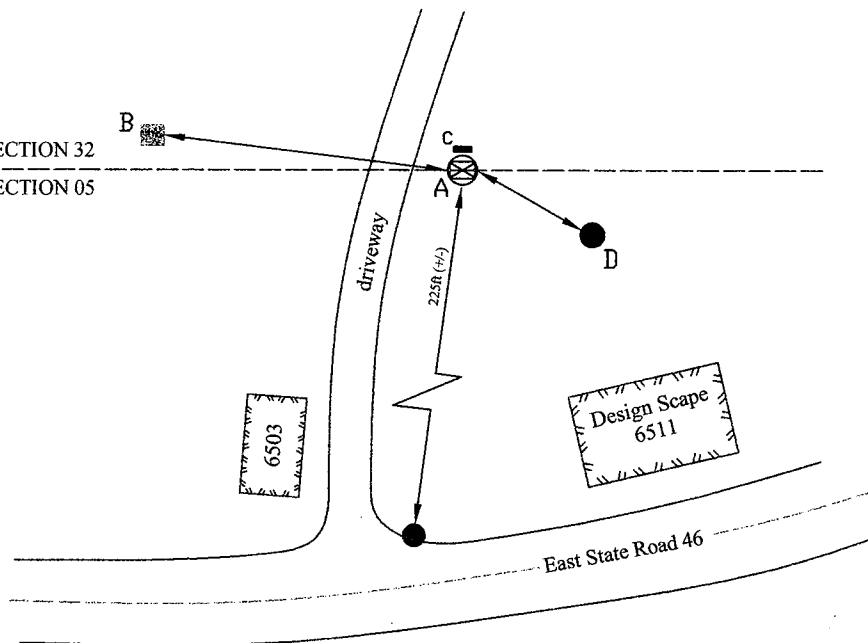 B
ECTION 32
C
ECTION 05
A
D
driveway
225ft (+/-)
6503
Design Scape
6511
East State Road 46